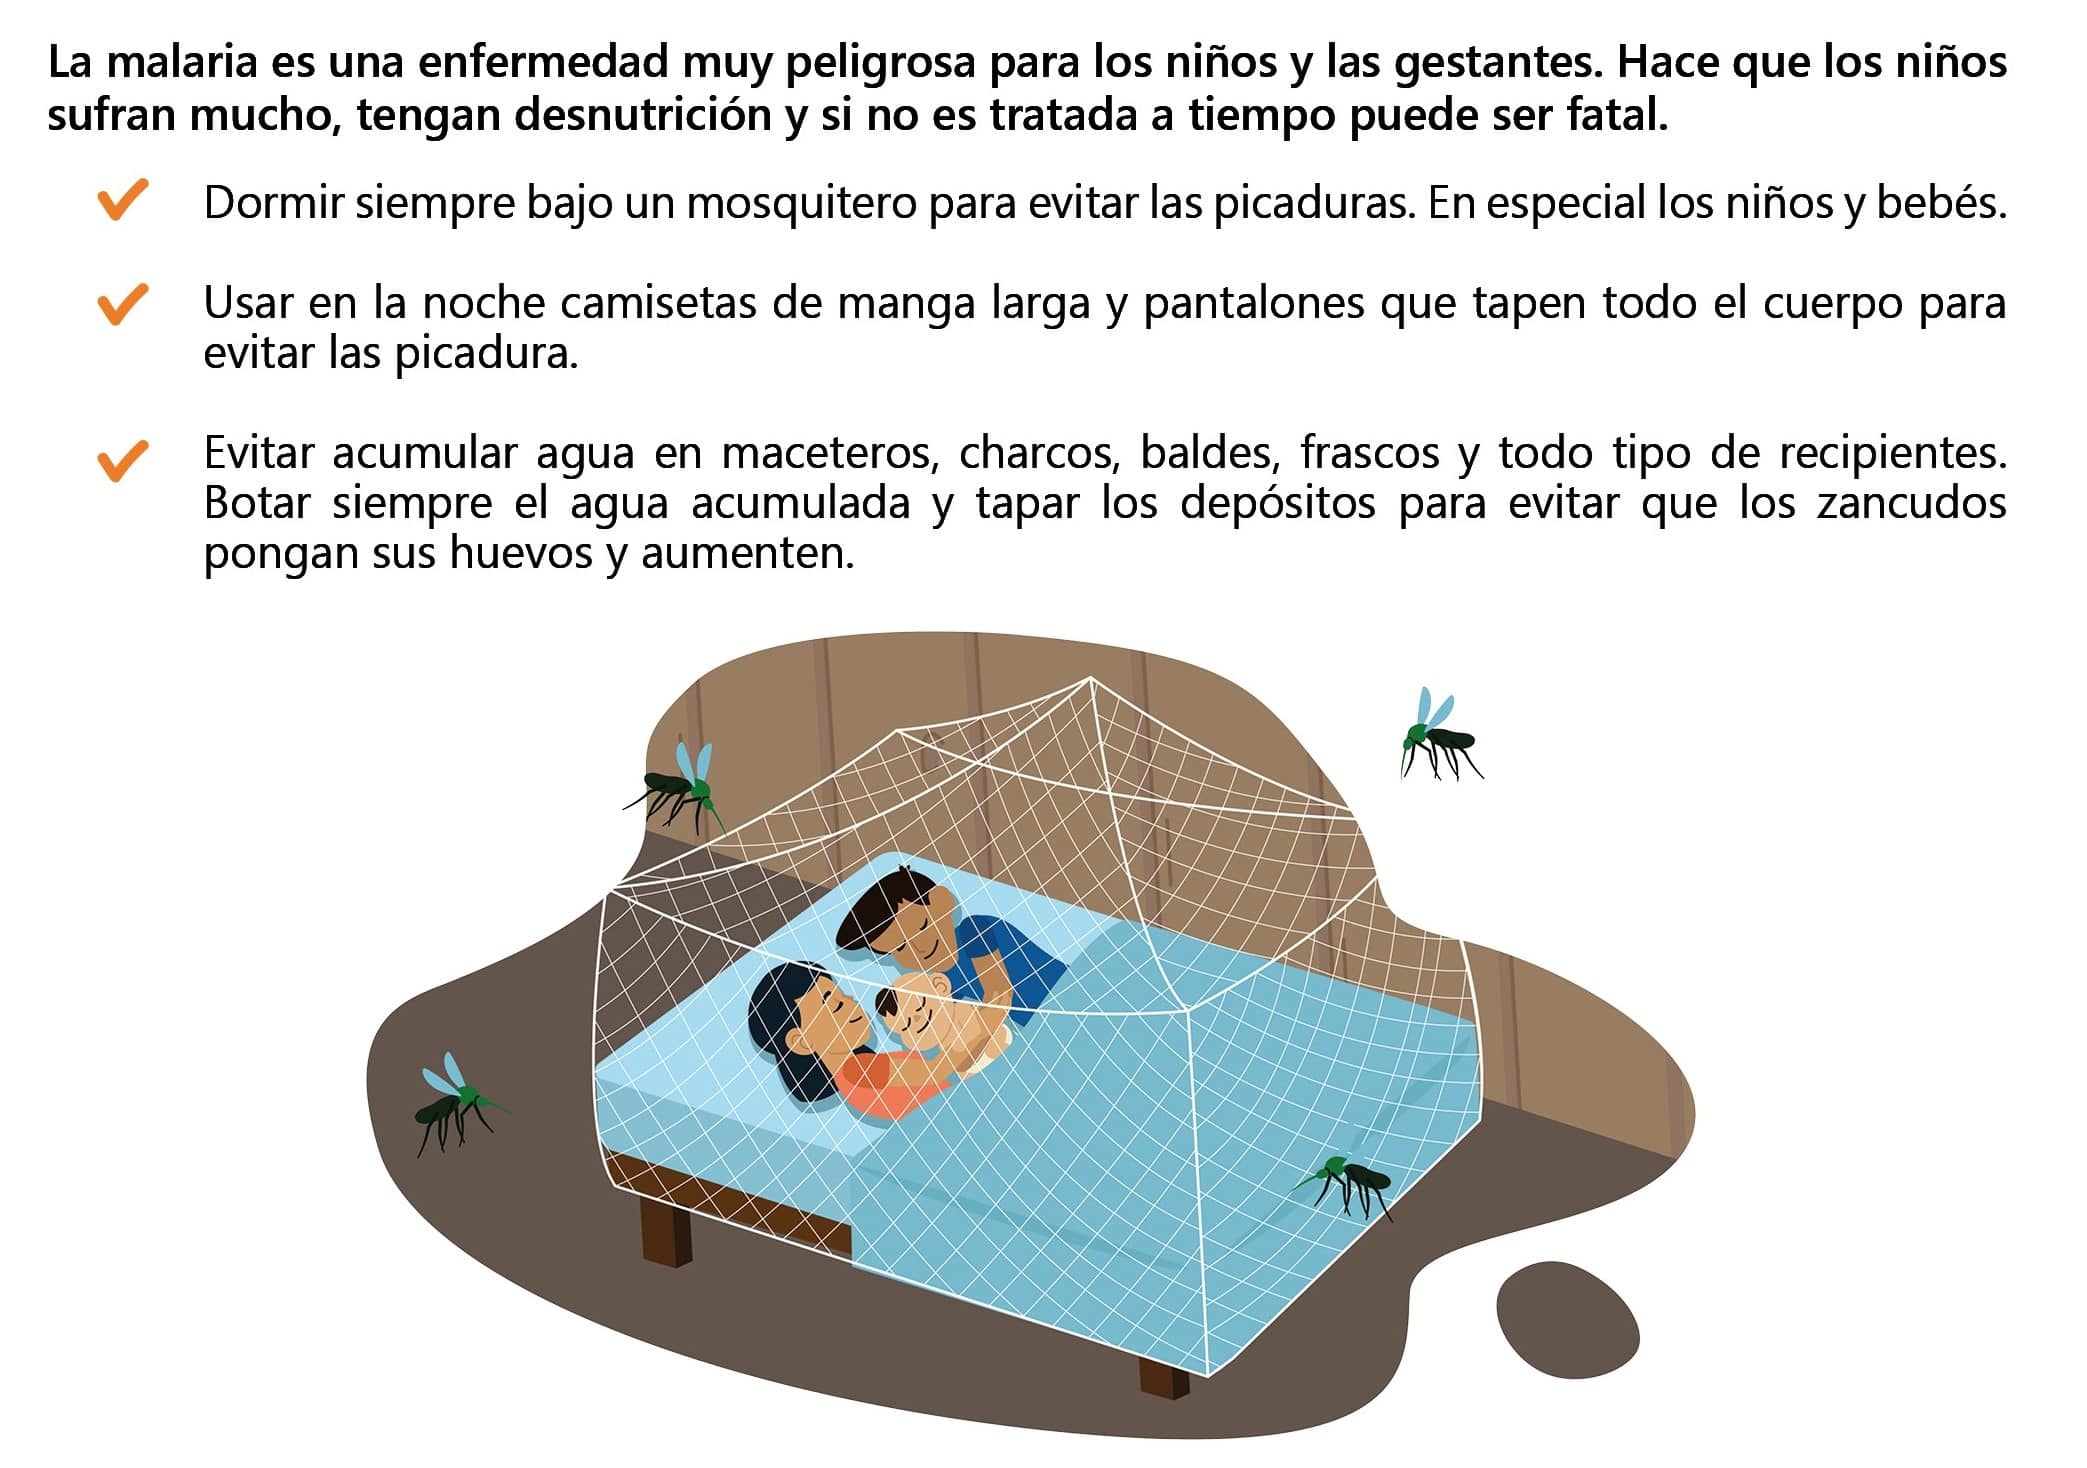 La malaria es una enfermedad muy peligrosa para los niños y las gestantes. Hace que los niños
sufran mucho, tengan desnutrición y si no es tratada a tiempo puede ser fatal.
Dormir siempre bajo un mosquitero para evitar las picaduras. En especial los niños y bebés.
Usar en la noche camisetas de manga larga y pantalones que tapen todo el cuerpo para
evitar las picadura.
Evitar acumular agua en maceteros, charcos, baldes, frascos y todo tipo de recipientes.
Botar siempre el agua acumulada y tapar los depósitos para evitar que los zancudos
pongan sus huevos y aumenten.